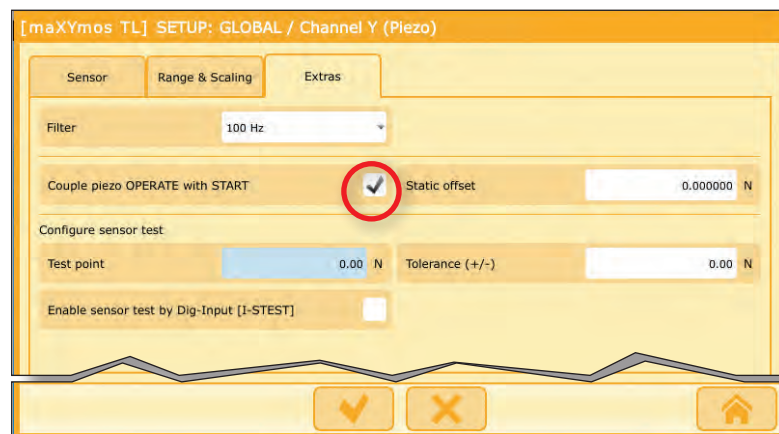 [maXYmos TL] SETUP: GLOBAL / Channel Y (Piezo)
Sensor Range & Scaling Extras
Filter 100 Hz
Couple piezo OPERATE with START Static offset 0.000000 N
Configure sensor test
Test point 0.00 N Tolerance (+/-) 0.00 N
Enable sensor test by Dig-Input [I-STEST]